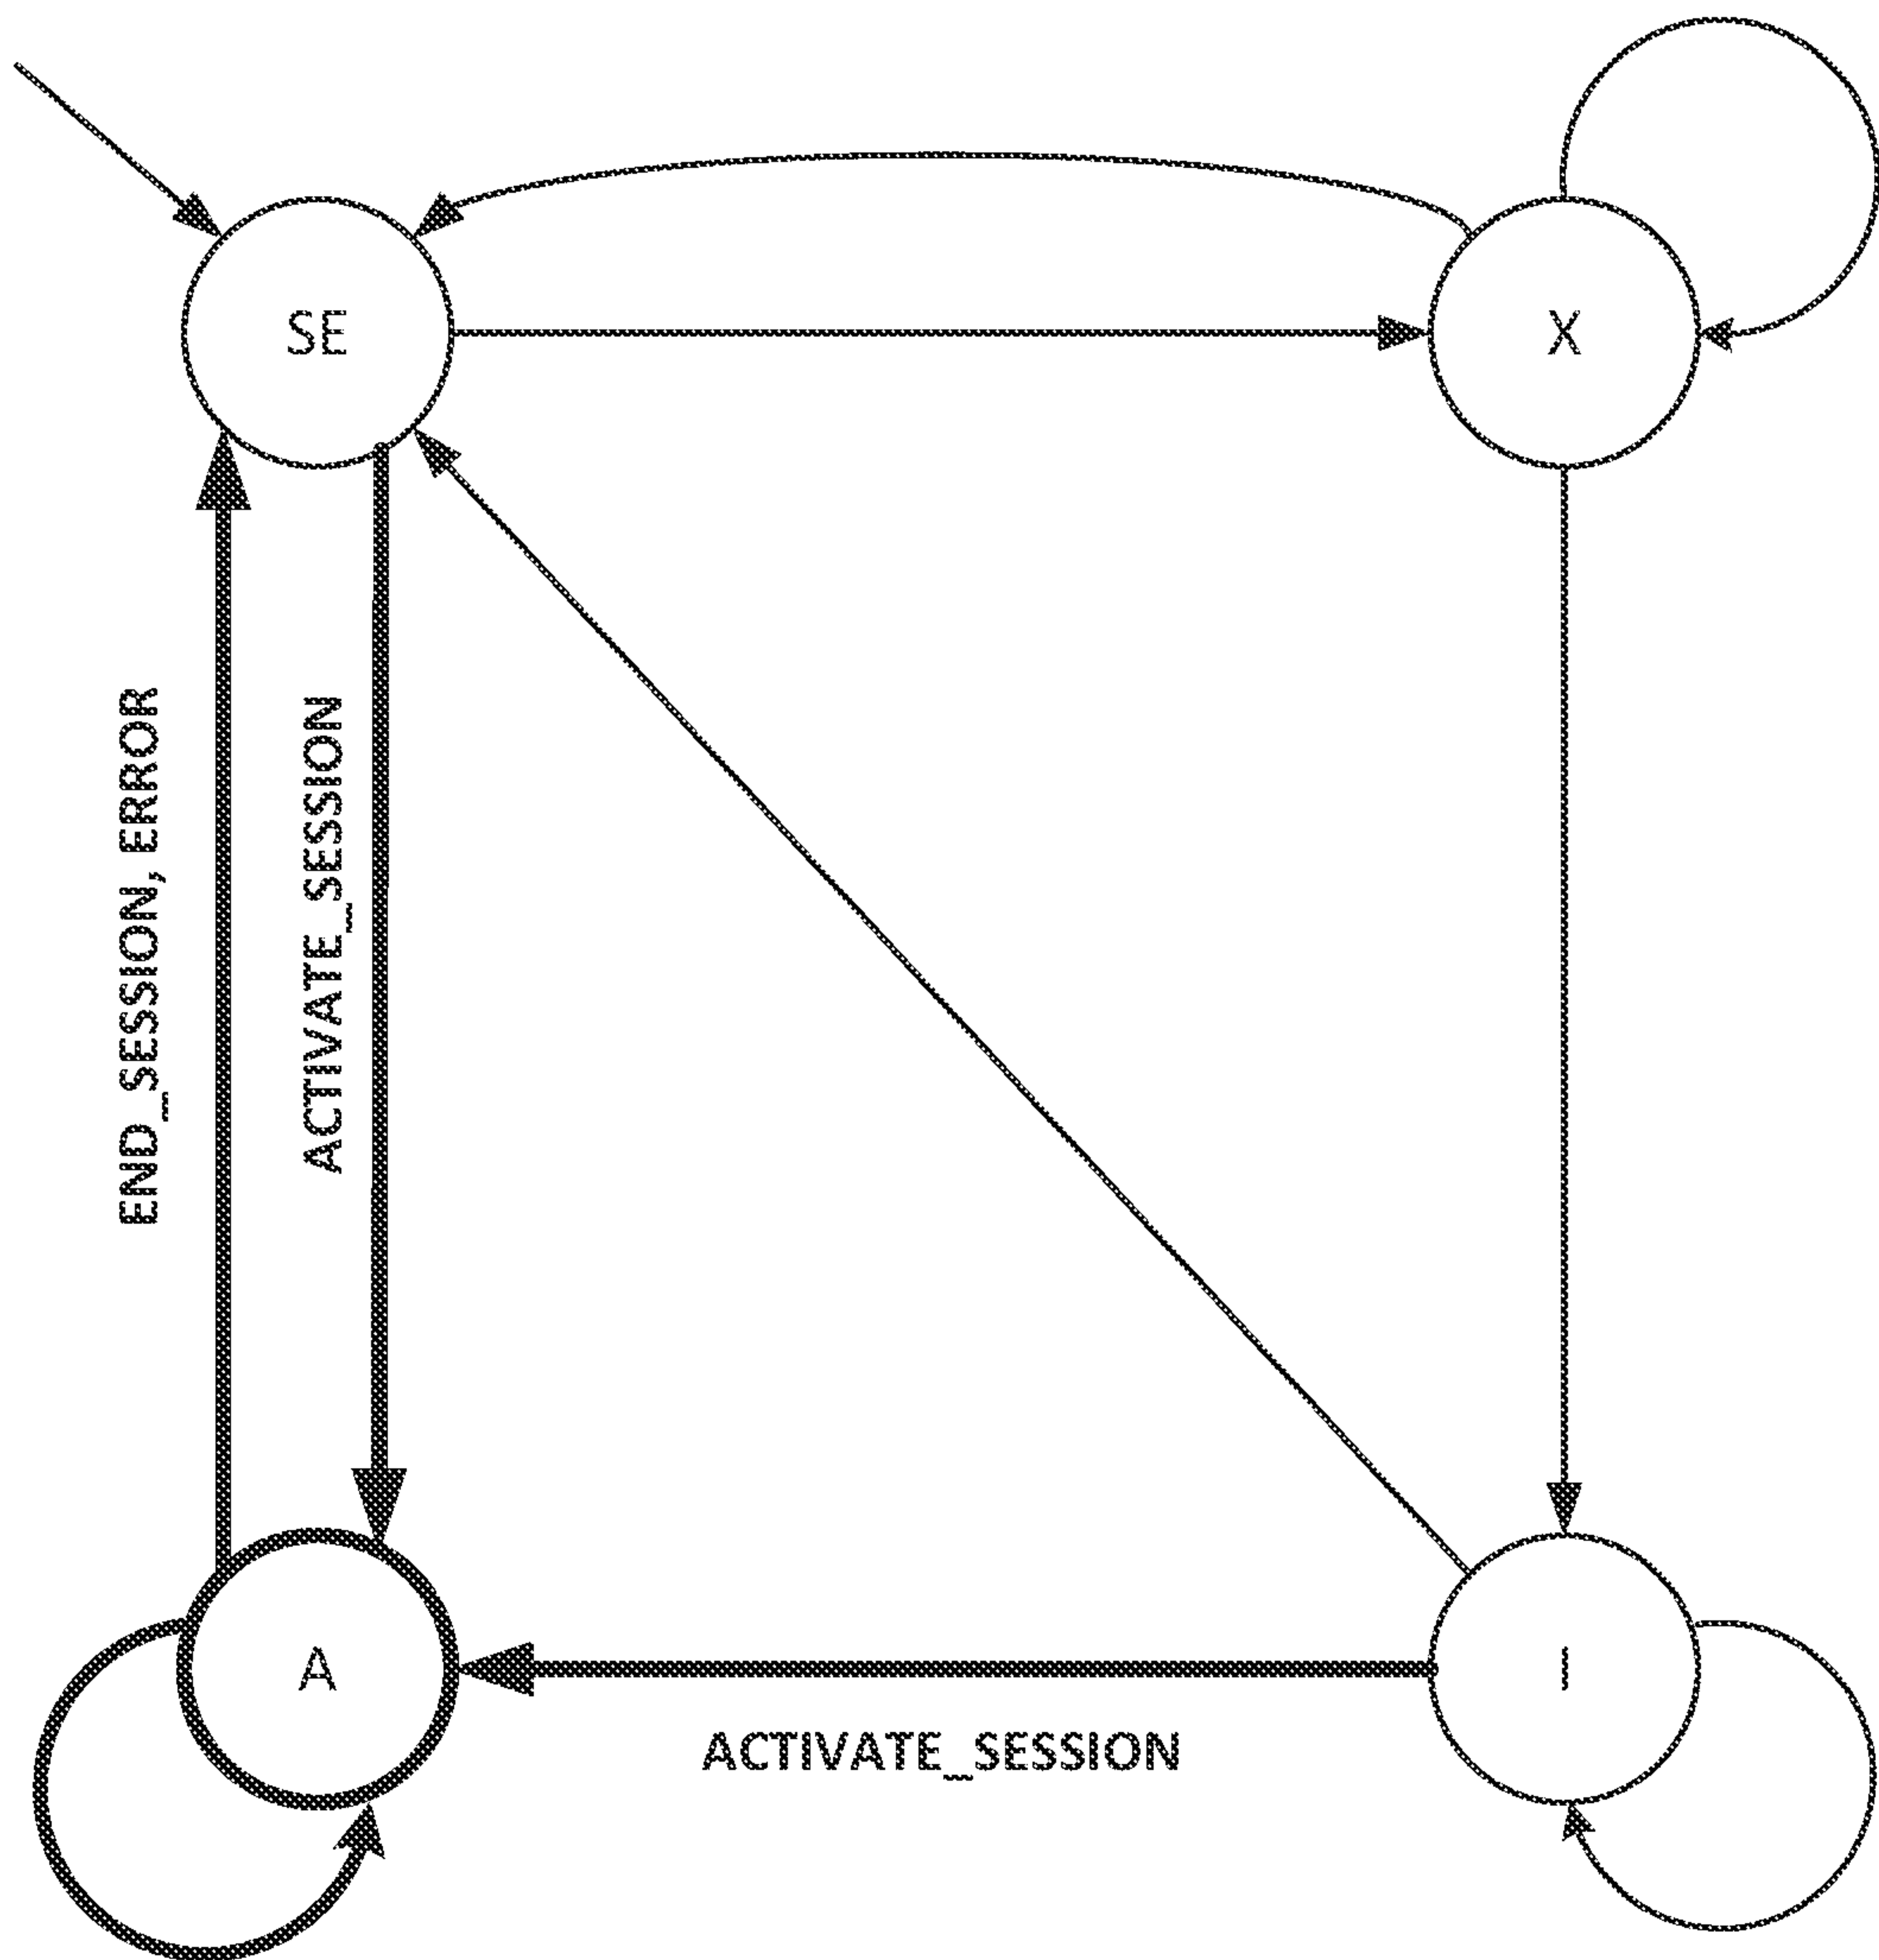 SE
X
END_SESSION, ERROR
ACTIVATE_SESSION
A
I
ACTIVATE_SESSION